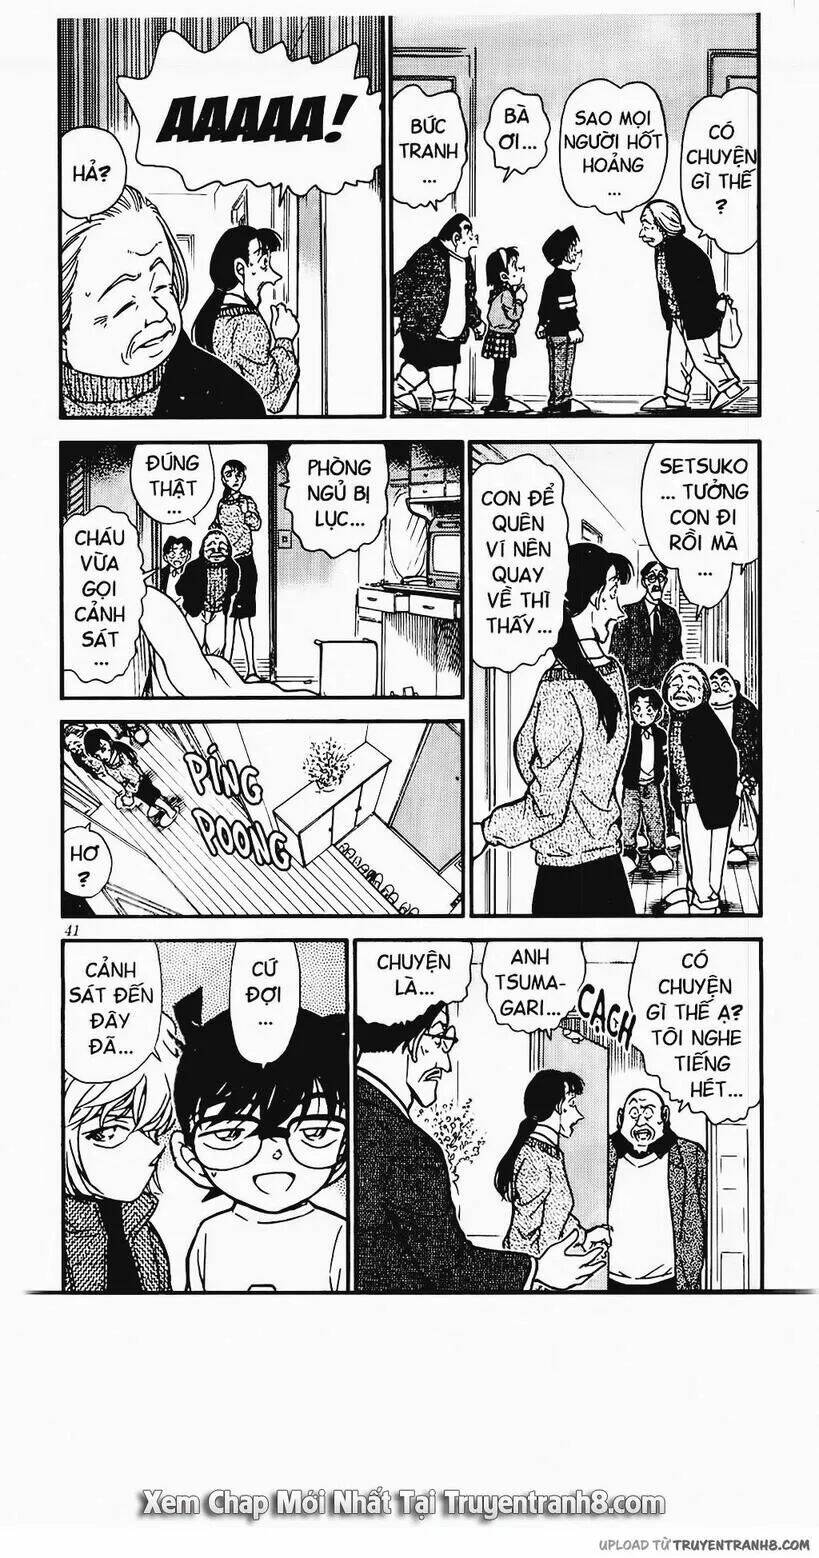 CÓ
CHUYỆN
GÌ THẾ
?
SAO MỌI
NGƯỜI HỐT
HOẢNG
...
BÀ
ƠI...
BỨC
TRANH
...
AAAAA!
HẢ?
SETSUKO
... TƯỞNG
CON ĐI
RỒI MÀ
...
CON ĐỂ
QUÊN
VÍ NÊN
QUAY
VỀ THÌ
THẤY...
PHÒNG
NGỦ BỊ
LỤC...
ĐÚNG
THẬT
...
CHÁU
VỪA
GỌI
CẢNH
SÁT
...
PÍNG
POONG
HƠ
?
41
CÓ
CHUYỆN
GÌ THẾ Ạ?
TÔI NGHE
TIẾNG
HÉT...
CẠCH
ANH
TSUMA-
GARI...
CHUYỆN
LÀ...
CỨ
ĐỢI
...
CẢNH
SÁT ĐẾN
ĐÂY
ĐÃ...
Xem Chap Mới Nhất Tại Truyentranh8.com
UPLOAD TỪ TRUYENTRANH8.COM